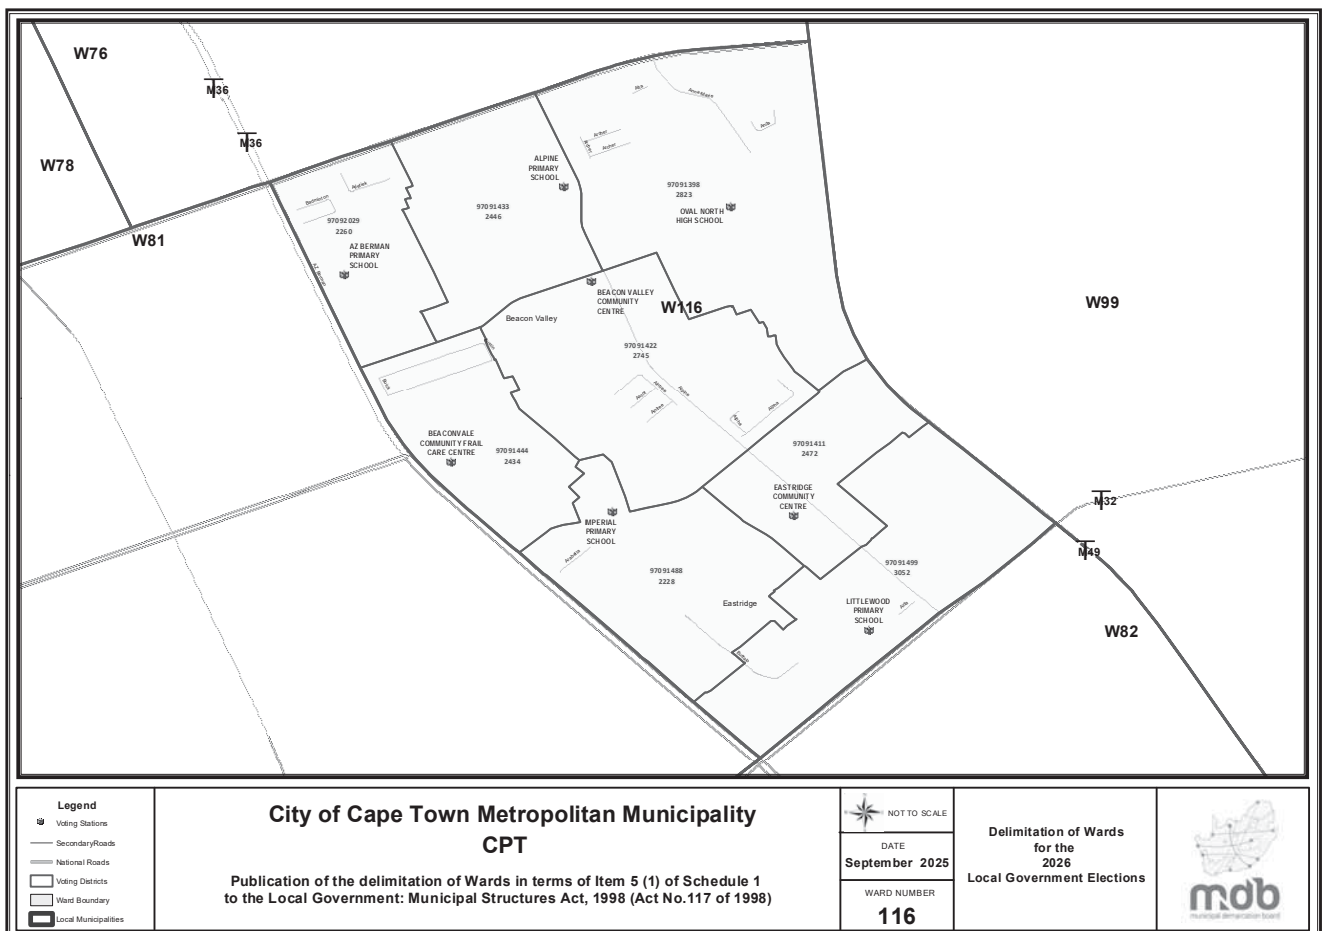 W76
M36
M36
W78
W81
W116
W99
W82
M32
M49
ALPINE
PRIMARY
SCHOOL
97091433
2446
97091398
2823
OVAL NORTH
HIGH SCHOOL
97092029
2260
AZ BERMAN
PRIMARY
SCHOOL
AZ Berman
BEACON VALLEY
COMMUNITY
CENTRE
Beacon Valley
97091422
2745
Alpine
BEACONVALE
COMMUNITY FRAIL
CARE CENTRE
97091444
2434
97091411
2472
EASTRIDGE
COMMUNITY
CENTRE
IMPERIAL
PRIMARY
SCHOOL
97091488
2228
Eastridge
97091499
3052
LITTLEWOOD
PRIMARY
SCHOOL
Legend
Voting Stations
SecondaryRoads
National Roads
Voting Districts
Ward Boundary
Local Municipalities
City of Cape Town Metropolitan Municipality
CPT
Publication of the delimitation of Wards in terms of Item 5 (1) of Schedule 1
to the Local Government: Municipal Structures Act, 1998 (Act No.117 of 1998)
NOT TO SCALE
DATE
September 2025
WARD NUMBER
116
Delimitation of Wards
for the
2026
Local Government Elections
mdb
municipal demarcation board